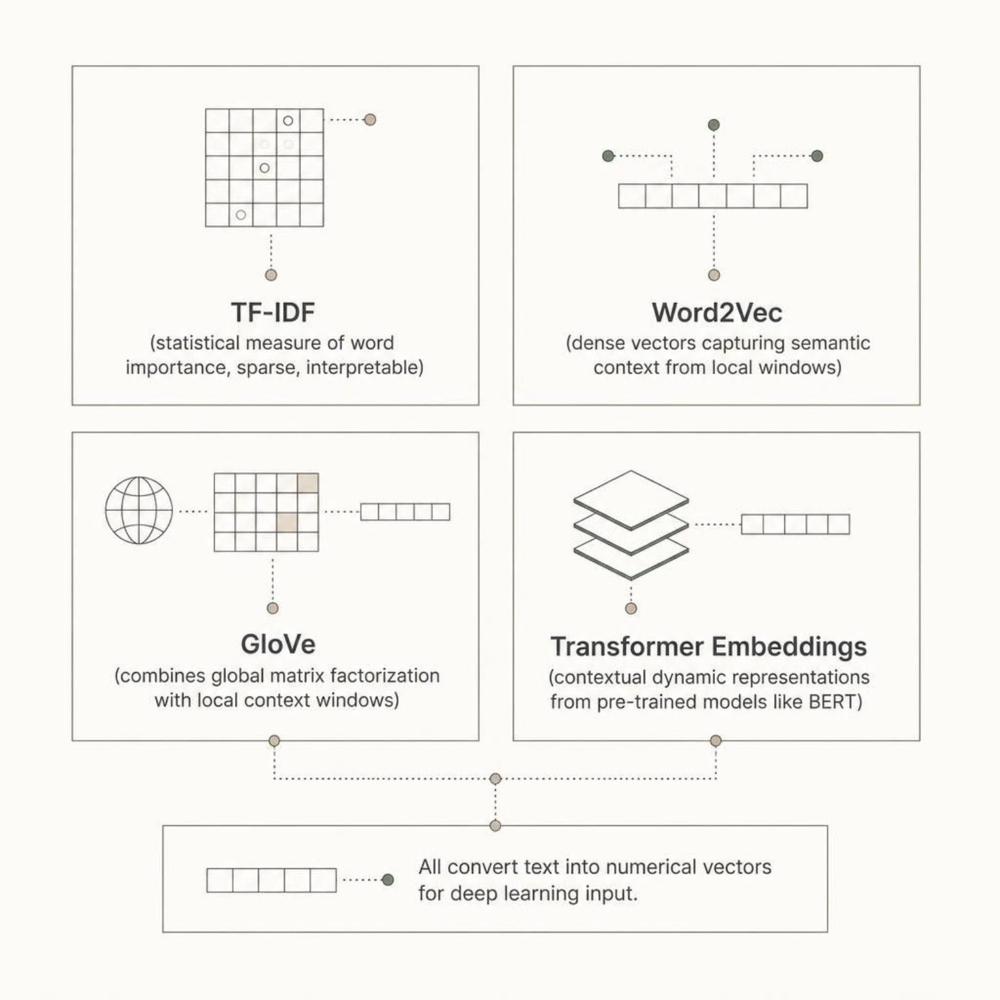 TF-IDF
(statistical measure of word
importance, sparse, interpretable)
Word2Vec
(dense vectors capturing semantic
context from local windows)
GloVe
(combines global matrix factorization
with local context windows)
Transformer Embeddings
(contextual dynamic representations
from pre-trained models like BERT)
All convert text into numerical vectors
for deep learning input.